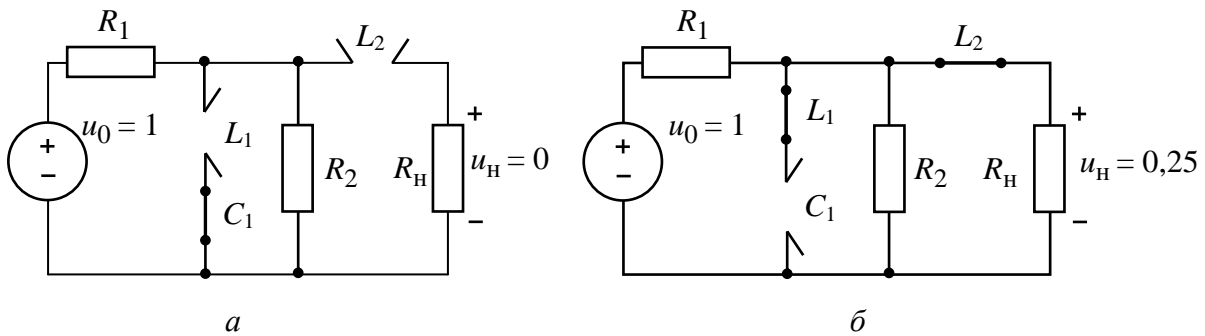 R₁
L₂
u₀ = 1
+
−
L₁
C₁
R₂
Rн
+
uн = 0
−
а
R₁
L₂
u₀ = 1
+
−
L₁
C₁
R₂
Rн
+
uн = 0,25
−
б